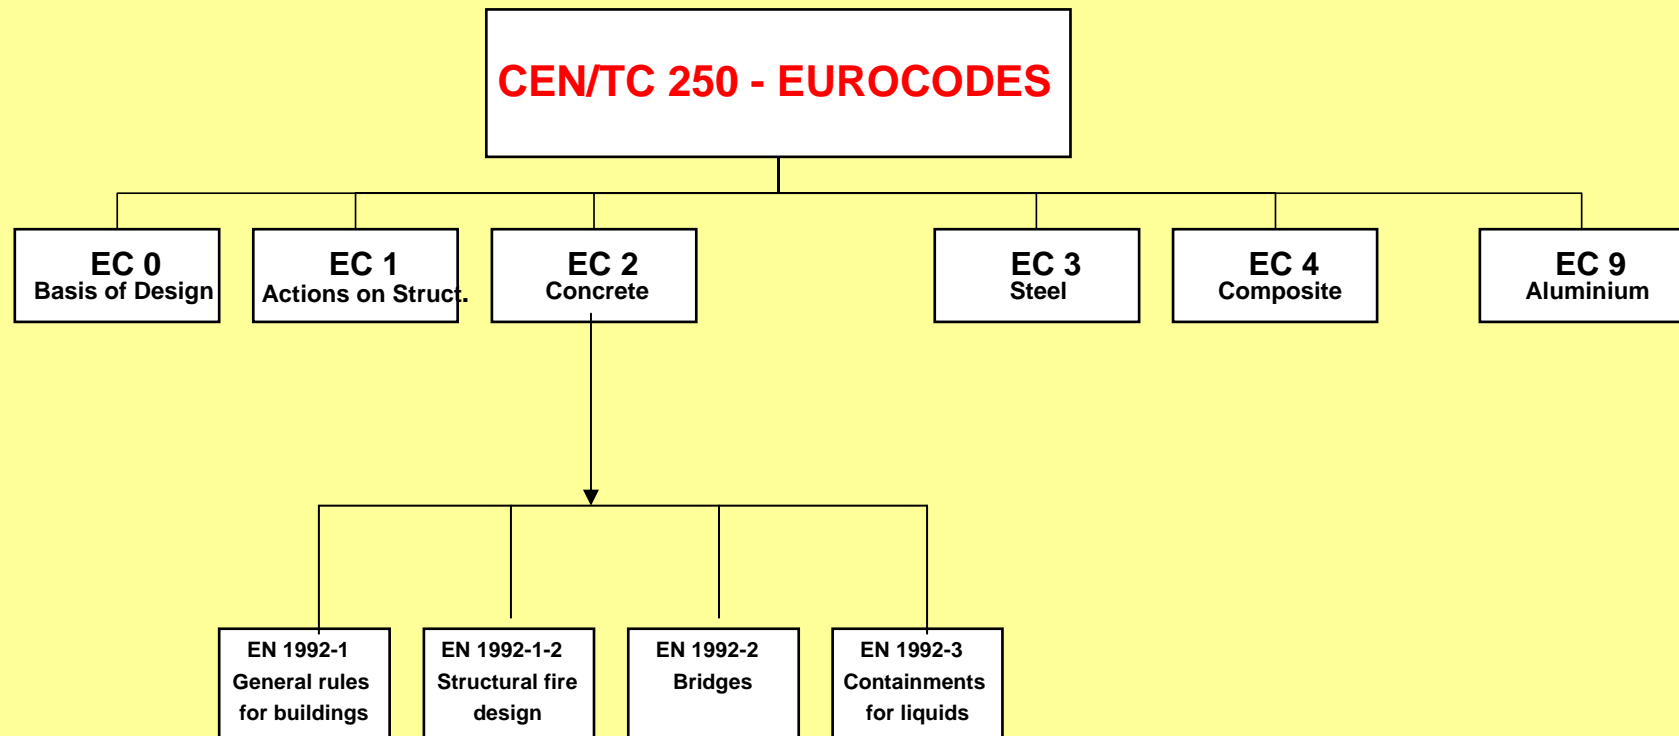 CEN/TC 250 - EUROCODES
EC 0
Basis of Design
EC 1
Actions on Struct.
EC 2
Concrete
EC 3
Steel
EC 4
Composite
EC 9
Aluminium
EN 1992-1
General rules
for buildings
EN 1992-1-2
Structural fire
design
EN 1992-2
Bridges
EN 1992-3
Containments
for liquids